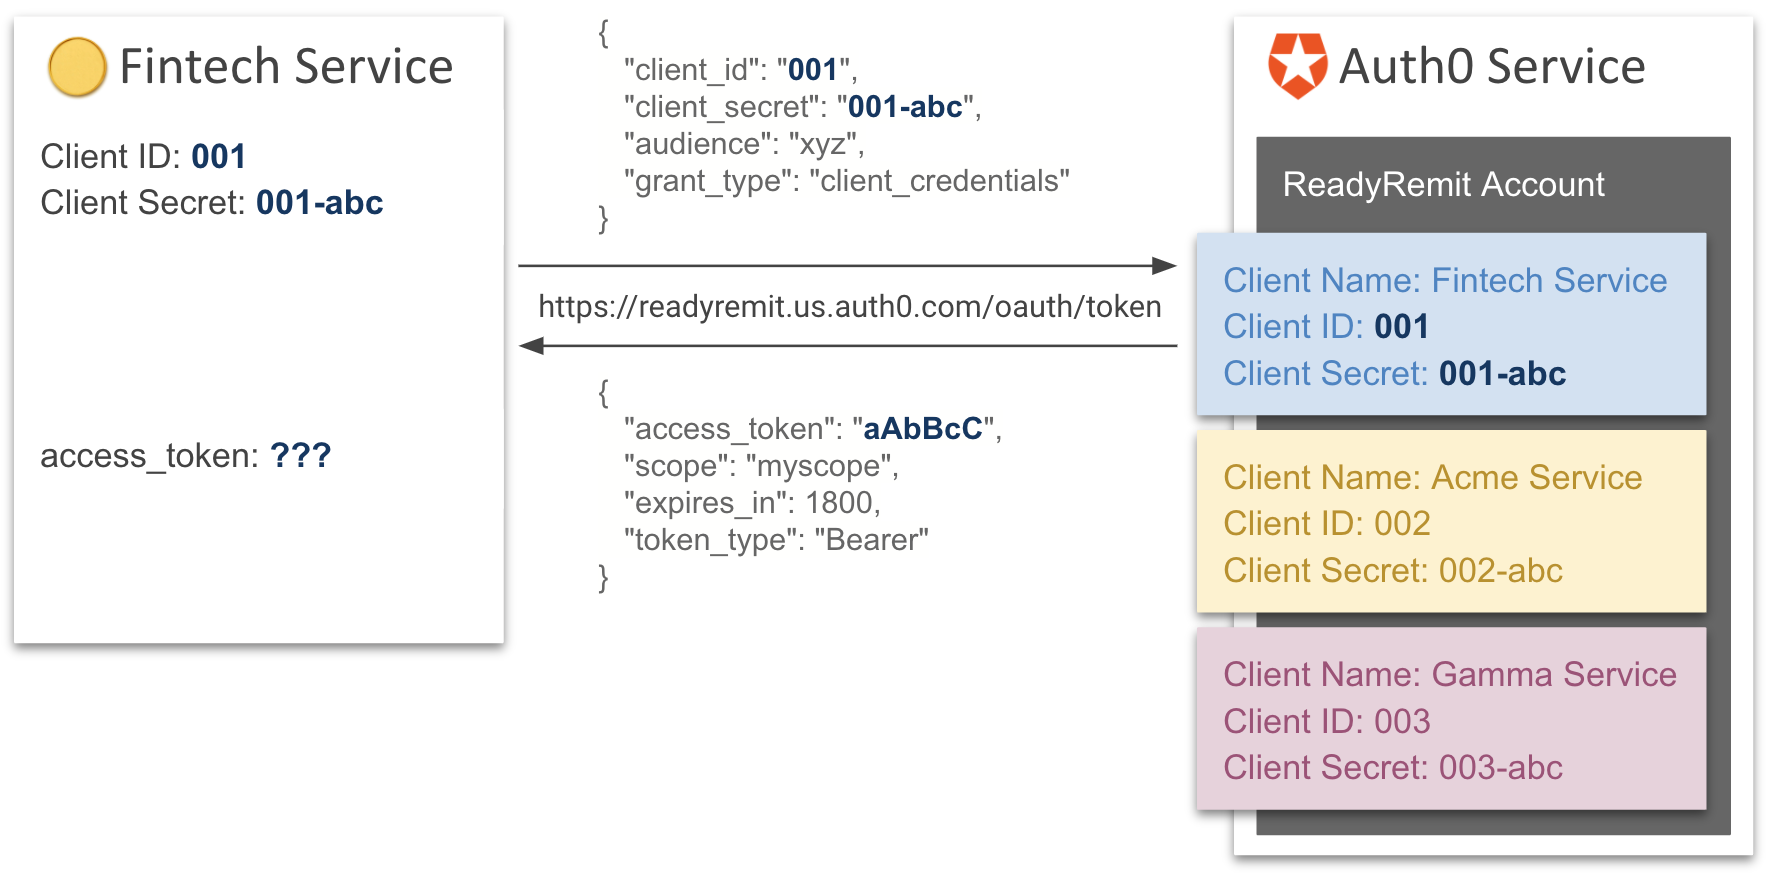 Fintech Service
Client ID: 001
Client Secret: 001-abc
access_token: ???
{
"client_id": "001",
"client_secret": "001-abc",
"audience": "xyz",
"grant_type": "client_credentials"
}
https://readyremit.us.auth0.com/oauth/token
{
"access_token": "aAbBcC",
"scope": "myscope",
"expires_in": 1800,
"token_type": "Bearer"
}
Auth0 Service
ReadyRemit Account
Client Name: Fintech Service
Client ID: 001
Client Secret: 001-abc
Client Name: Acme Service
Client ID: 002
Client Secret: 002-abc
Client Name: Gamma Service
Client ID: 003
Client Secret: 003-abc